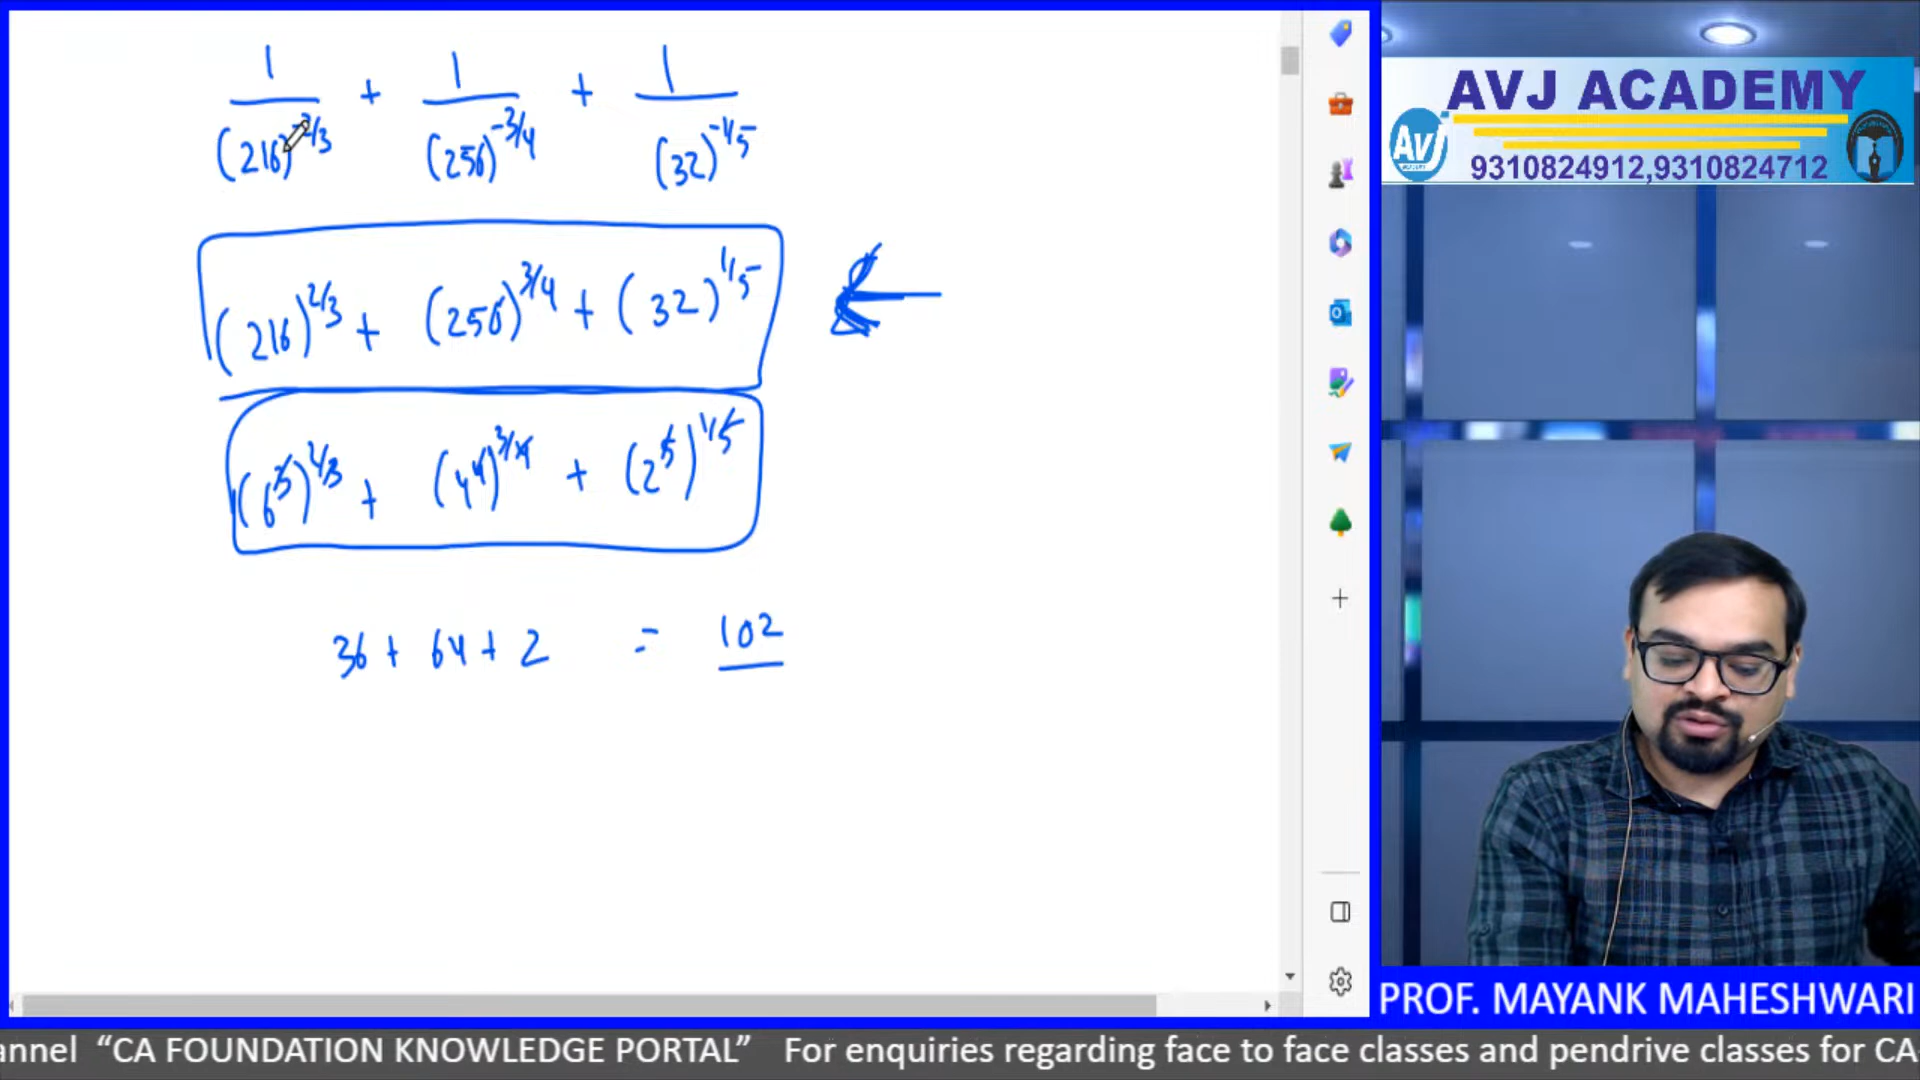 1/(216)^-2/3 + 1/(256)^-3/4 + 1/(32)^-1/5
(216)^2/3 + (256)^3/4 + (32)^1/5
(6^3)^2/3 + (4^4)^3/4 + (2^5)^1/5
36 + 64 + 2 = 102
AVJ ACADEMY
AVJ
9310824912,9310824712
PROF. MAYANK MAHESHWARI
annel “CA FOUNDATION KNOWLEDGE PORTAL” For enquiries regarding face to face classes and pendrive classes for CA